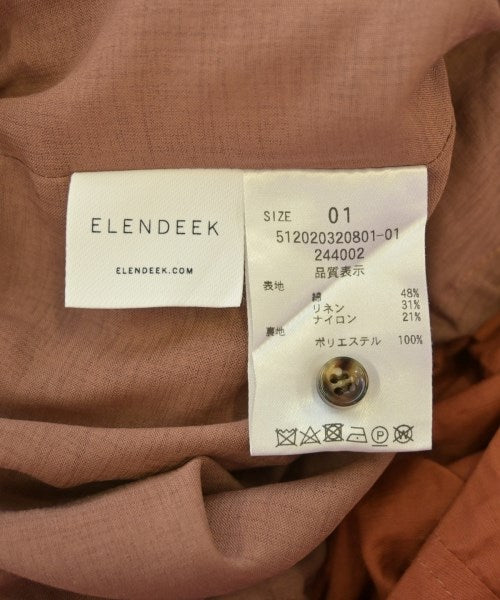 ELENDEEK
ELENDEEK.COM
SIZE 01
512020320801-01
244002
品質表示
表地
綿 48%
リネン 31%
ナイロン 21%
裏地
ポリエステル 100%
P